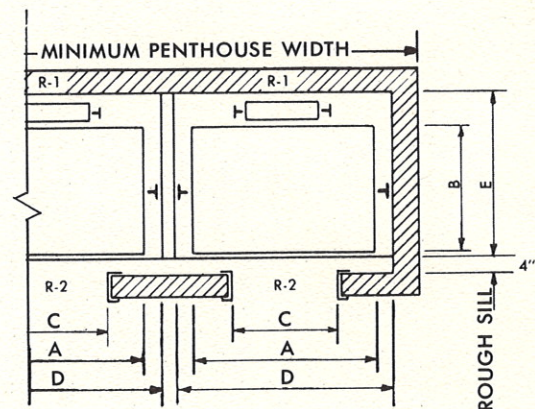 MINIMUM PENTHOUSE WIDTH
R-1 R-1
B E
4"
R-2 R-2
C C
A A
D D
ROUGH SILL